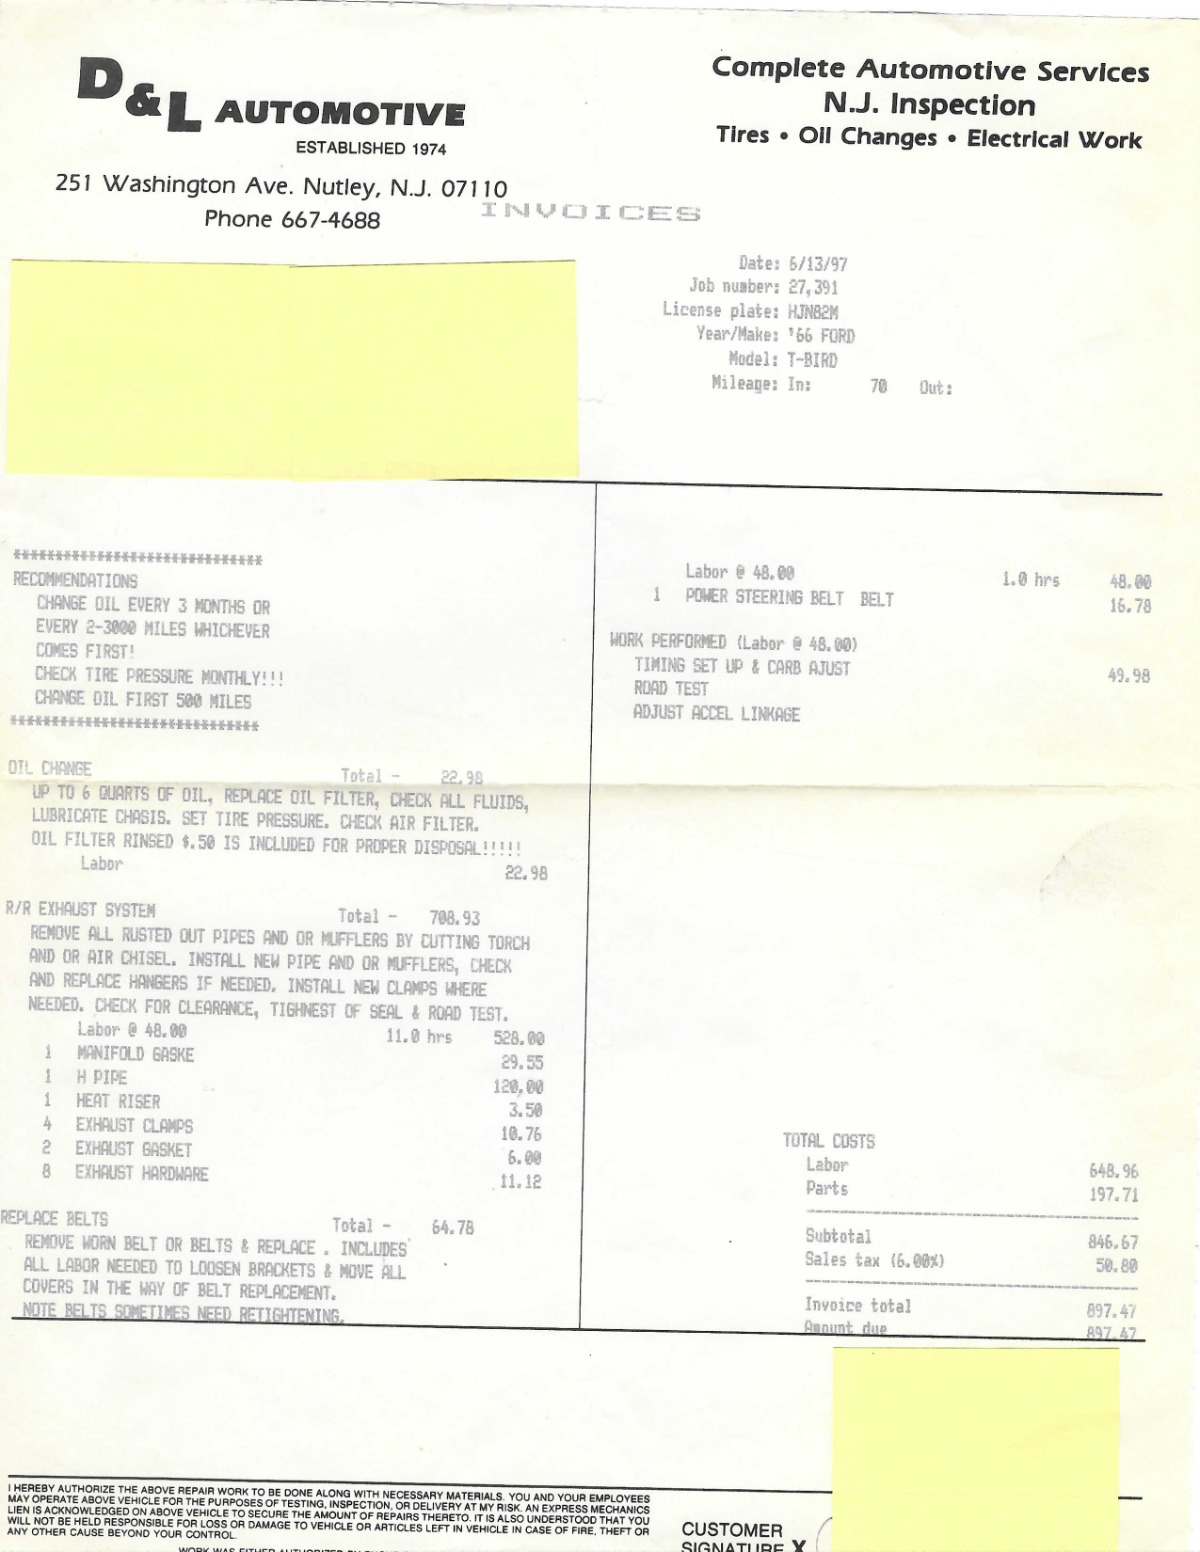 D & L AUTOMOTIVE
ESTABLISHED 1974
251 Washington Ave. Nutley, N.J. 07110
Phone 667-4688
Complete Automotive Services
N.J. Inspection
Tires • Oil Changes • Electrical Work
INVOICES
Date: 6/13/97
Job number: 27,391
License plate: HJN82M
Year/Make: '66 FORD
Model: T-BIRD
Mileage: In: 70 Out:
******************************
RECOMMENDATIONS
CHANGE OIL EVERY 3 MONTHS OR
EVERY 2-3000 MILES WHICHEVER
COMES FIRST!
CHECK TIRE PRESSURE MONTHLY!!!
CHANGE OIL FIRST 500 MILES
******************************
OIL CHANGE Total - 22.98
UP TO 6 QUARTS OF OIL, REPLACE OIL FILTER, CHECK ALL FLUIDS,
LUBRICATE CHASIS. SET TIRE PRESSURE. CHECK AIR FILTER.
OIL FILTER RINSED $.50 IS INCLUDED FOR PROPER DISPOSAL!!!!!
Labor 22.98
R/R EXHAUST SYSTEM Total - 708.93
REMOVE ALL RUSTED OUT PIPES AND OR MUFFLERS BY CUTTING TORCH
AND OR AIR CHISEL. INSTALL NEW PIPE AND OR MUFFLERS, CHECK
AND REPLACE HANGERS IF NEEDED. INSTALL NEW CLAMPS WHERE
NEEDED. CHECK FOR CLEARANCE, TIGHNEST OF SEAL & ROAD TEST.
Labor @ 48.00 11.0 hrs 528.00
1 MANIFOLD GASKE 29.55
1 H PIPE 120.00
1 HEAT RISER 3.50
4 EXHAUST CLAMPS 10.76
2 EXHAUST GASKET 6.00
8 EXHAUST HARDWARE 11.12
REPLACE BELTS Total - 64.78
REMOVE WORN BELT OR BELTS & REPLACE . INCLUDES
ALL LABOR NEEDED TO LOOSEN BRACKETS & MOVE ALL
COVERS IN THE WAY OF BELT REPLACEMENT.
NOTE BELTS SOMETIMES NEED RETIGHTENING.
Labor @ 48.00 1.0 hrs 48.00
1 POWER STEERING BELT BELT 16.78
WORK PERFORMED (Labor @ 48.00)
TIMING SET UP & CARB AJUST 49.98
ROAD TEST
ADJUST ACCEL LINKAGE
TOTAL COSTS
Labor 648.96
Parts 197.71
Subtotal 846.67
Sales tax (6.00%) 50.80
Invoice total 897.47
Amount due 897.47
I HEREBY AUTHORIZE THE ABOVE REPAIR WORK TO BE DONE ALONG WITH NECESSARY MATERIALS. YOU AND YOUR EMPLOYEES
MAY OPERATE ABOVE VEHICLE FOR THE PURPOSES OF TESTING, INSPECTION, OR DELIVERY AT MY RISK. AN EXPRESS MECHANICS
LIEN IS ACKNOWLEDGED ON ABOVE VEHICLE TO SECURE THE AMOUNT OF REPAIRS THERETO. IT IS ALSO UNDERSTOOD THAT YOU
WILL NOT BE HELD RESPONSIBLE FOR LOSS OR DAMAGE TO VEHICLE OR ARTICLES LEFT IN VEHICLE IN CASE OF FIRE, THEFT OR
ANY OTHER CAUSE BEYOND YOUR CONTROL.
CUSTOMER
SIGNATURE X